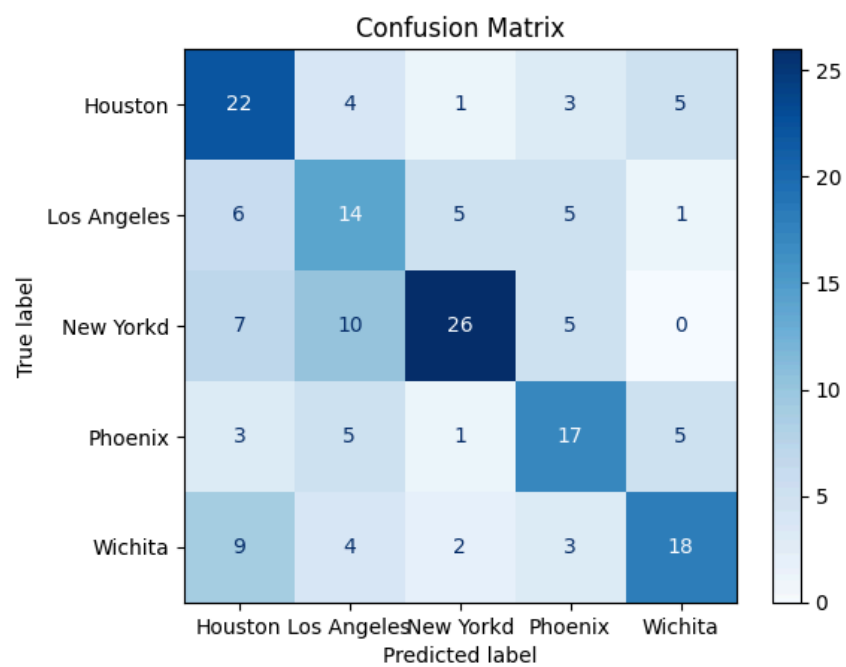 Confusion Matrix
Houston 22 4 1 3 5 25
Los Angeles 6 14 5 5 1 20
New Yorkd 7 10 26 5 0 15
Phoenix 3 5 1 17 5 10
Wichita 9 4 2 3 18 5
0
Houston Los Angeles New Yorkd Phoenix Wichita
Predicted label
True label